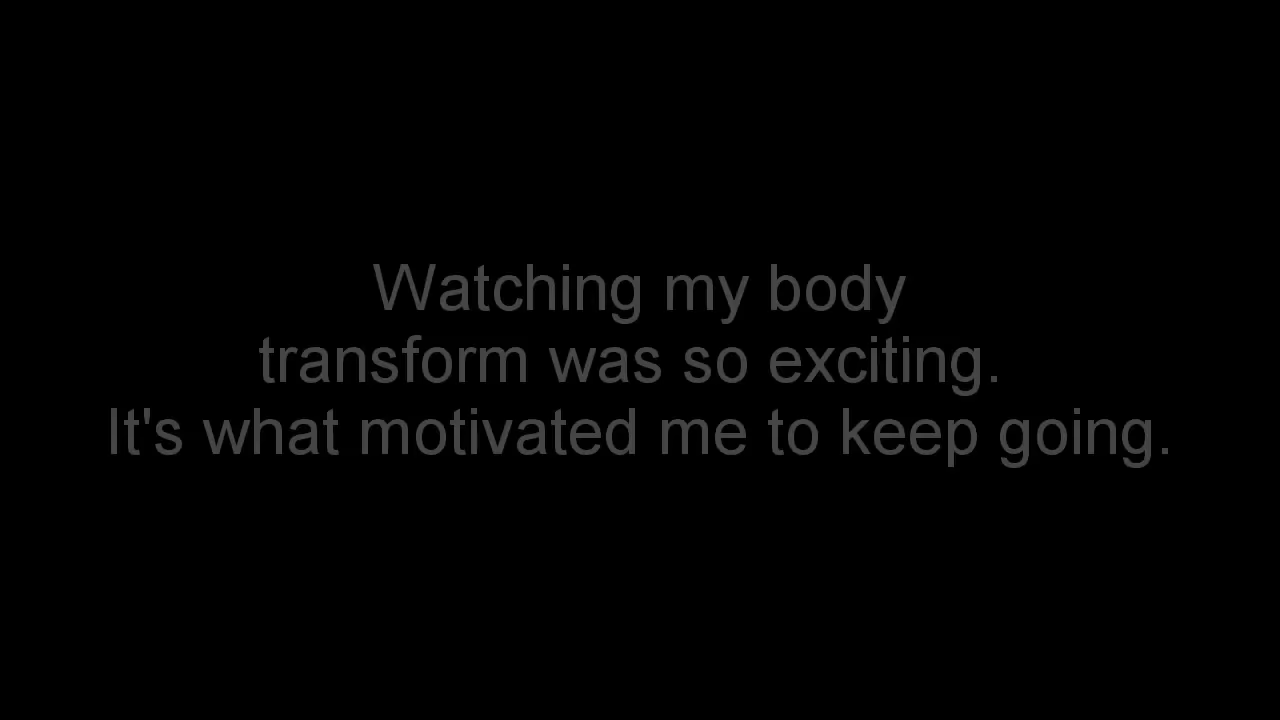 Watching my body
transform was so exciting.
It's what motivated me to keep going.